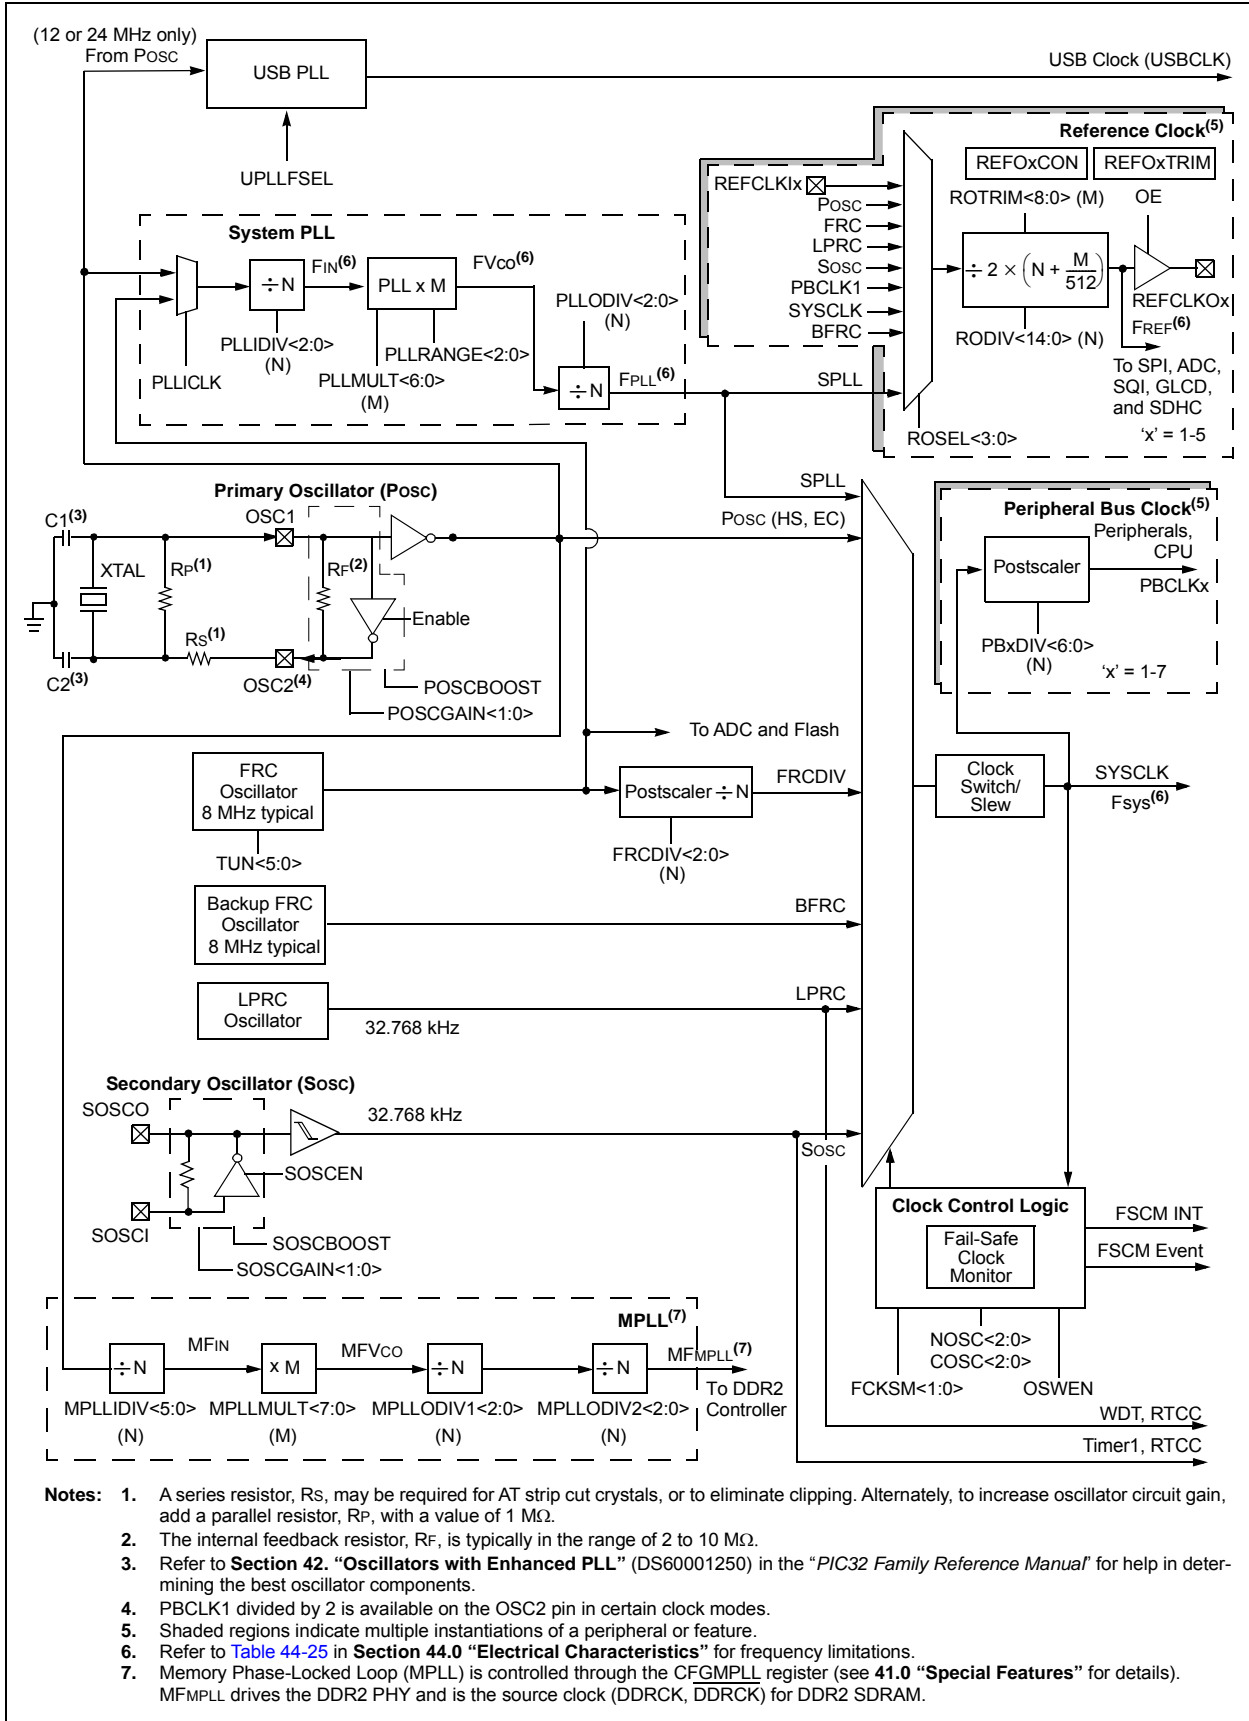 (12 or 24 MHz only)
From POSC
USB PLL
USB Clock (USBCLK)
UPLLFSEL
Reference Clock(5)
REFOxCON
REFOxTRIM
REFCLKIx
POSC
FRC
LPRC
SOSC
PBCLK1
SYSCLK
BFRC
ROTRIM<8:0> (M)
OE
÷ 2 × (N + M/512)
REFCLKOx
RODIV<14:0> (N)
FREF(6)
To SPI, ADC,
SQI, GLCD,
and SDHC
'x' = 1-5
SPLL
ROSEL<3:0>
System PLL
FIN(6)
FVCO(6)
÷ N
PLL x M
PLLODIV<2:0>
(N)
PLLIDIV<2:0>
(N)
PLLRANGE<2:0>
PLLICLK
PLLMULT<6:0>
(M)
÷ N
FPLL(6)
SPLL
Primary Oscillator (POSC)
C1(3)
OSC1
POSC (HS, EC)
XTAL
RP(1)
RF(2)
Enable
RS(1)
C2(3)
OSC2(4)
POSCBOOST
POSCGAIN<1:0>
Peripheral Bus Clock(5)
Peripherals,
CPU
Postscaler
PBCLKx
PBxDIV<6:0>
(N)
'x' = 1-7
To ADC and Flash
FRC
Oscillator
8 MHz typical
TUN<5:0>
Postscaler ÷ N
FRCDIV
FRCDIV<2:0>
(N)
Clock
Switch/
Slew
SYSCLK
Fsys(6)
Backup FRC
Oscillator
8 MHz typical
BFRC
LPRC
Oscillator
32.768 kHz
LPRC
Secondary Oscillator (SOSC)
SOSCO
32.768 kHz
SOSC
SOSCEN
SOSCI
SOSCBOOST
SOSCGAIN<1:0>
Clock Control Logic
Fail-Safe
Clock
Monitor
FSCM INT
FSCM Event
NOSC<2:0>
COSC<2:0>
FCKSM<1:0>
OSWEN
MPLL(7)
÷ N
MFIN
x M
MFVCO
÷ N
÷ N
MFMPLL(7)
To DDR2
Controller
MPLLIDIV<5:0>
(N)
MPLLMULT<7:0>
(M)
MPLLODIV1<2:0>
(N)
MPLLODIV2<2:0>
(N)
WDT, RTCC
Timer1, RTCC
Notes: 1. A series resistor, RS, may be required for AT strip cut crystals, or to eliminate clipping. Alternately, to increase oscillator circuit gain,
add a parallel resistor, RP, with a value of 1 MΩ.
2. The internal feedback resistor, RF, is typically in the range of 2 to 10 MΩ.
3. Refer to Section 42. "Oscillators with Enhanced PLL" (DS60001250) in the "PIC32 Family Reference Manual" for help in deter-
mining the best oscillator components.
4. PBCLK1 divided by 2 is available on the OSC2 pin in certain clock modes.
5. Shaded regions indicate multiple instantiations of a peripheral or feature.
6. Refer to Table 44-25 in Section 44.0 "Electrical Characteristics" for frequency limitations.
7. Memory Phase-Locked Loop (MPLL) is controlled through the CFGMPLL register (see 41.0 "Special Features" for details).
MFMPLL drives the DDR2 PHY and is the source clock (DDRCK, D̅D̅R̅C̅K̅) for DDR2 SDRAM.